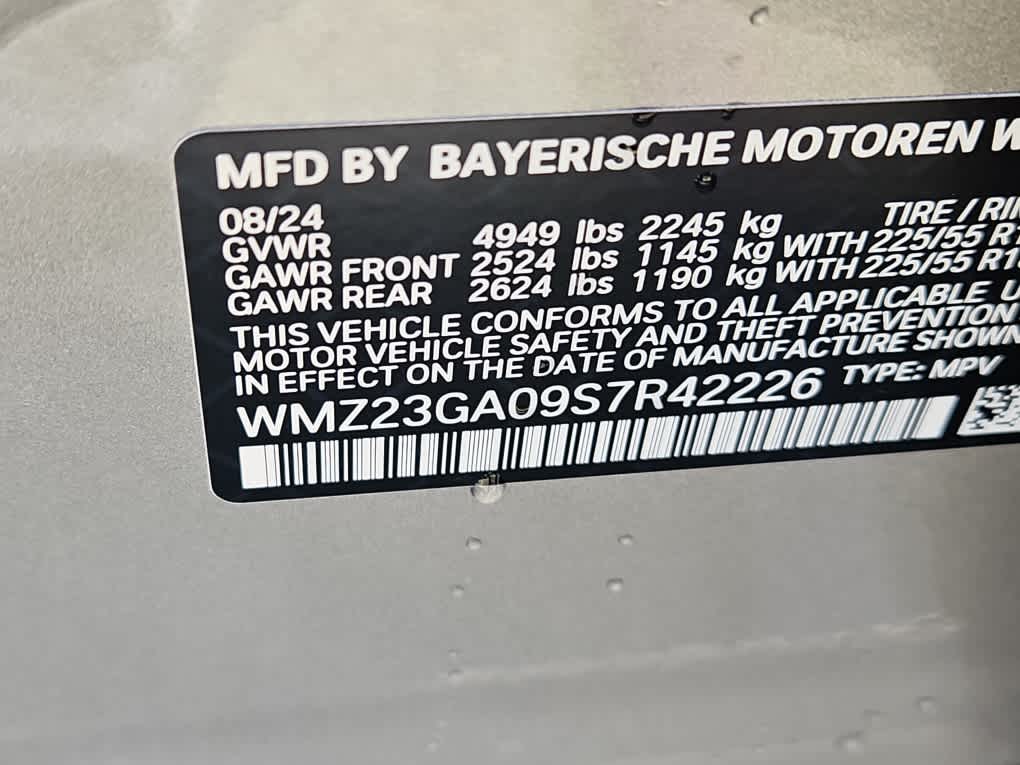 MFD BY BAYERISCHE MOTOREN W
08/24
GVWR 4949 lbs 2245 kg TIRE / RI
GAWR FRONT 2524 lbs 1145 kg WITH 225/55 R1
GAWR REAR 2624 lbs 1190 kg WITH 225/55 R1
THIS VEHICLE CONFORMS TO ALL APPLICABLE U
MOTOR VEHICLE SAFETY AND THEFT PREVENTION
IN EFFECT ON THE DATE OF MANUFACTURE SHOWN
WMZ23GA09S7R42226 TYPE: MPV